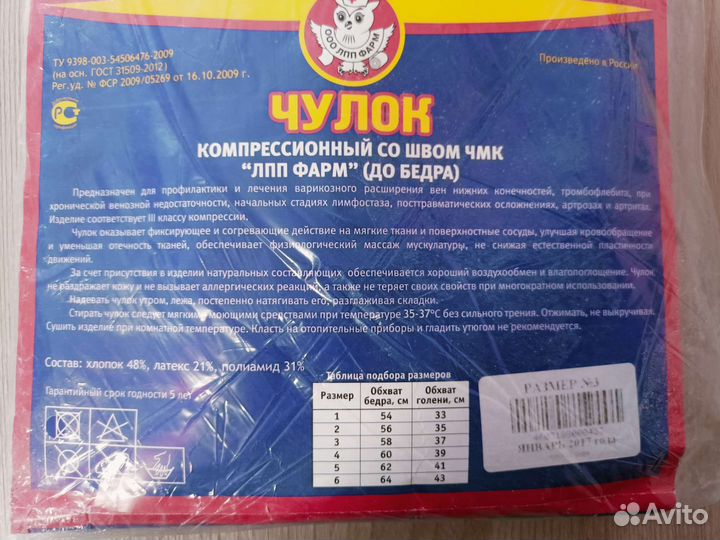 ООО ЛПП ФАРМ
ТУ 9398-003-54506476-2009
(на осн. ГОСТ 31509-2012)
Рег.уд. № ФСР 2009/05269 от 16.10.2009 г.
Произведено в России
РСТ
ЧУЛОК
КОМПРЕССИОННЫЙ СО ШВОМ ЧМК
“ЛПП ФАРМ” (ДО БЕДРА)
Предназначен для профилактики и лечения варикозного расширения вен нижних конечностей, тромбофлебита, при
хронической венозной недостаточности, начальных стадиях лимфостаза, посттравматических осложнениях, артрозах и артритах.
Изделие соответствует III классу компрессии.
Чулок оказывает фиксирующее и согревающее действие на мягкие ткани и поверхностные сосуды, улучшая кровообращение
и уменьшая отечность тканей, обеспечивает физиологический массаж мускулатуры, не снижая естественной пластичности
движений.
За счет присутствия в изделии натуральных составляющих обеспечивается хороший воздухообмен и влагопоглощение. Чулок
не раздражает кожу и не вызывает аллергических реакций, а также не теряет своих свойств при многократном использовании.
Надевать чулок утром, лежа, постепенно натягивать его, разглаживая складки.
Стирать чулок следует мягкими моющими средствами при температуре 35-37°С без сильного трения. Отжимать, не выкручивая.
Сушить изделие при комнатной температуре. Класть на отопительные приборы и гладить утюгом не рекомендуется.
Состав: хлопок 48%, латекс 21%, полиамид 31%
Гарантийный срок годности 5 лет
Таблица подбора размеров
Размер Обхват бедра, см Обхват голени, см
1 54 33
2 56 35
3 58 37
4 60 39
5 62 41
6 64 43
РАЗМЕР №3
ЯНВАРЬ 2017 года
Avito